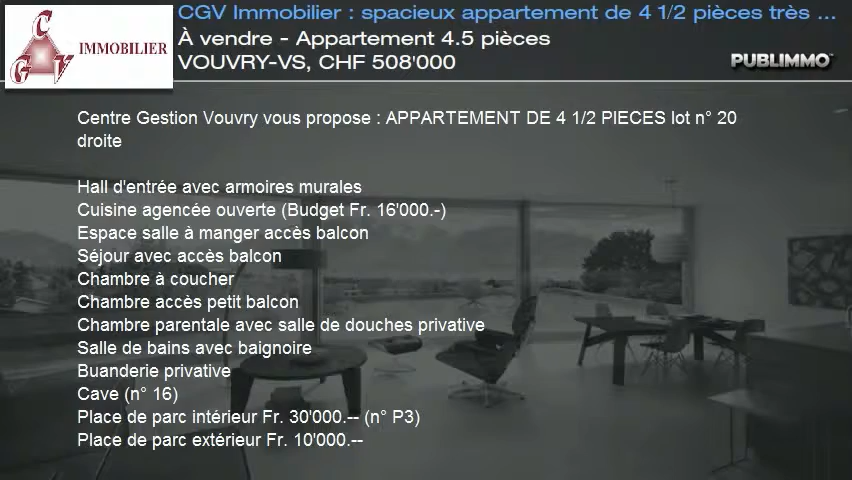 CGV IMMOBILIER
CGV Immobilier : spacieux appartement de 4 1/2 pièces très ...
À vendre - Appartement 4.5 pièces
VOUVRY-VS, CHF 508'000
PUBLIMMO™
Centre Gestion Vouvry vous propose : APPARTEMENT DE 4 1/2 PIECES lot n° 20
droite
Hall d'entrée avec armoires murales
Cuisine agencée ouverte (Budget Fr. 16'000.-)
Espace salle à manger accès balcon
Séjour avec accès balcon
Chambre à coucher
Chambre accès petit balcon
Chambre parentale avec salle de douches privative
Salle de bains avec baignoire
Buanderie privative
Cave (n° 16)
Place de parc intérieur Fr. 30'000.-- (n° P3)
Place de parc extérieur Fr. 10'000.--